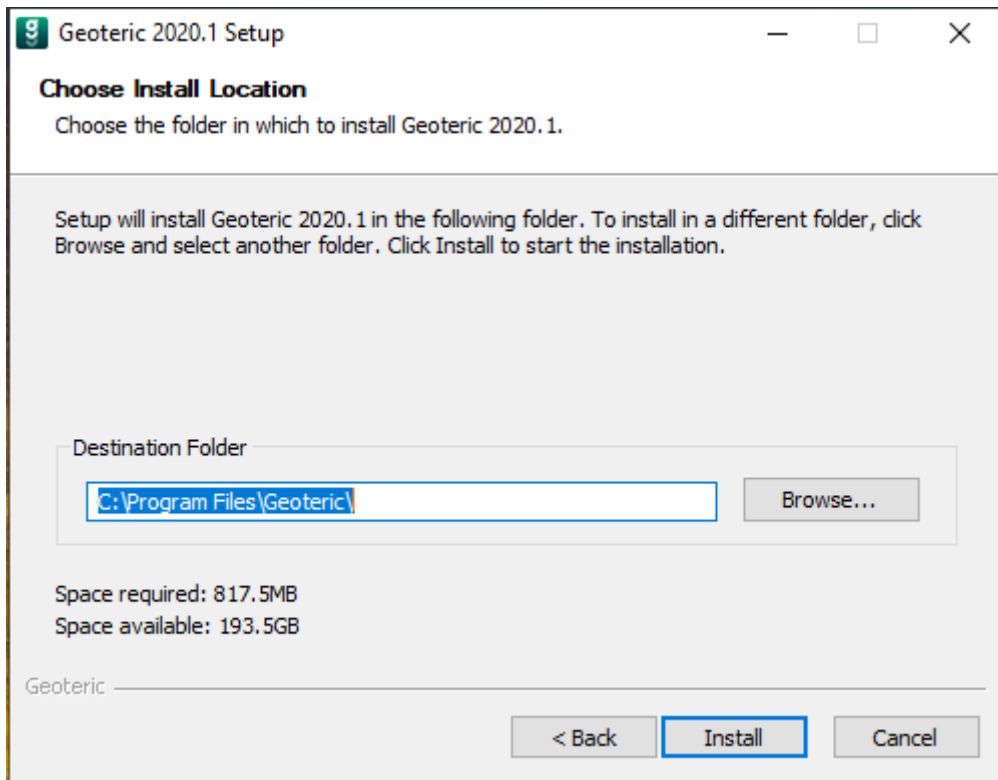 Geoteric 2020.1 Setup
Choose Install Location
Choose the folder in which to install Geoteric 2020.1.
Setup will install Geoteric 2020.1 in the following folder. To install in a different folder, click
Browse and select another folder. Click Install to start the installation.
Destination Folder
C:\Program Files\Geoteric\
Browse...
Space required: 817.5MB
Space available: 193.5GB
Geoteric
< Back
Install
Cancel